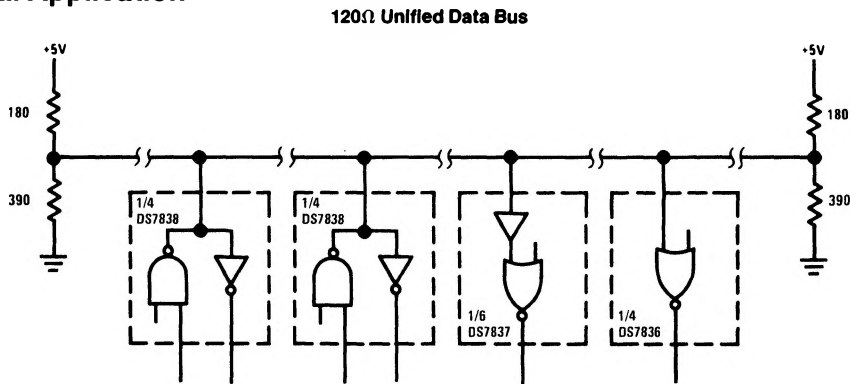 Application
120Ω Unified Data Bus
+5V
+5V
180
180
390
390
1/4
DS7838
1/4
DS7838
1/6
DS7837
1/4
DS7836